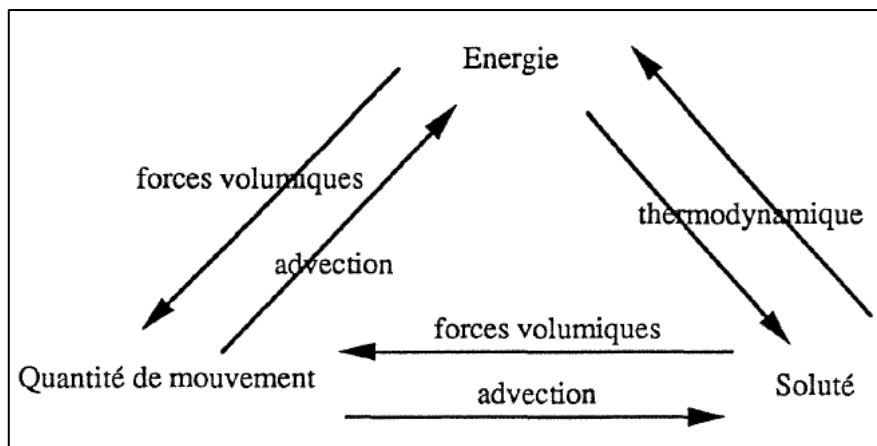 Energie
forces volumiques
thermodynamique
advection
forces volumiques
Quantité de mouvement
Soluté
advection